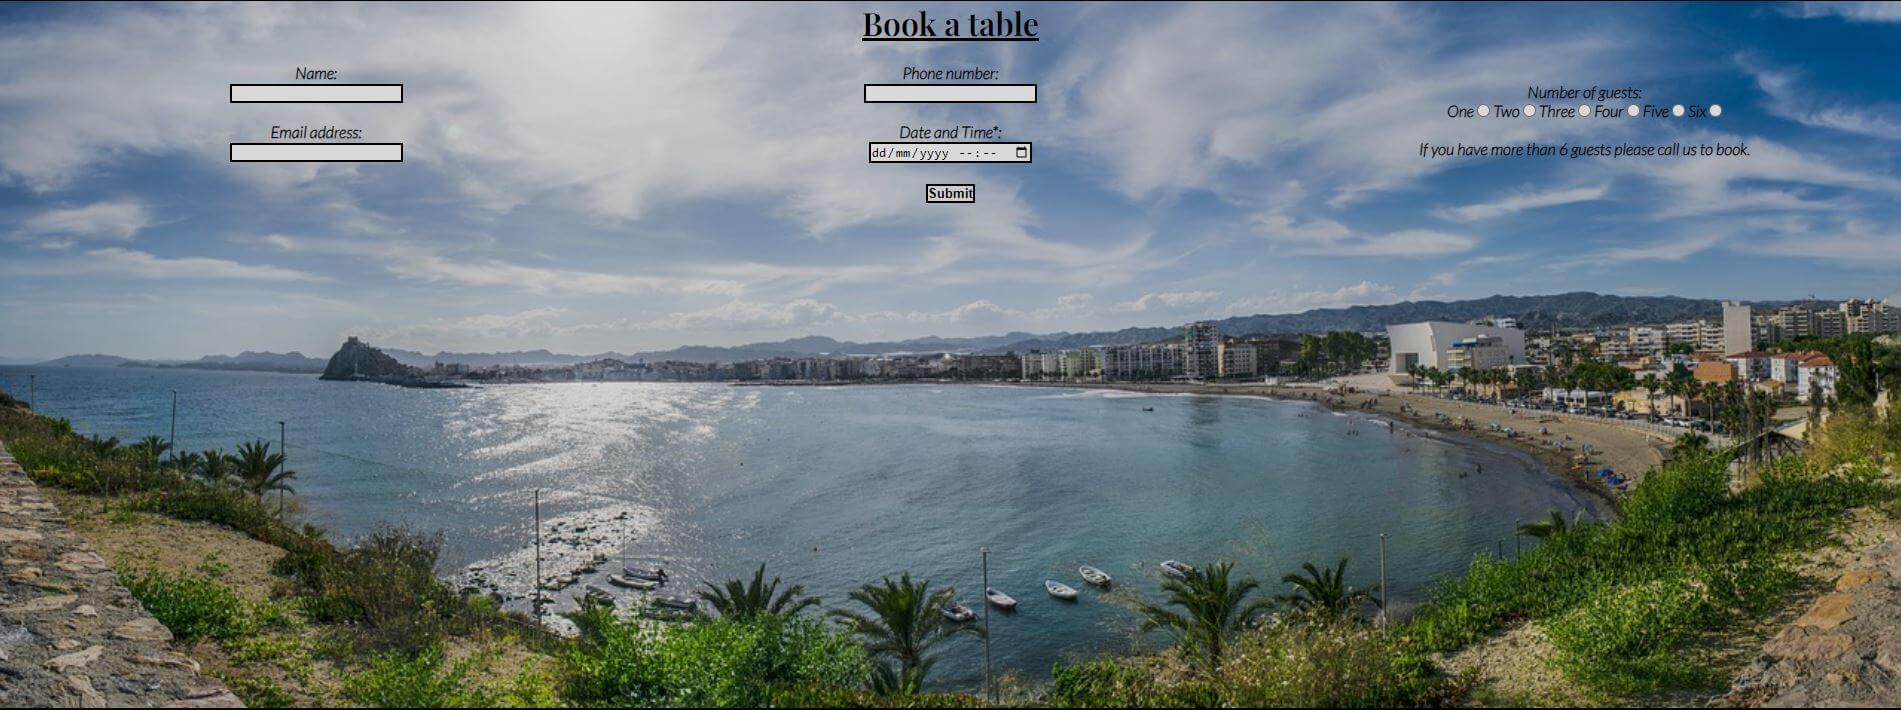 Book a table
Name:
Email address:
Phone number:
Date and Time*:
dd/mm/yyyy --:--
Number of guests:
One Two Three Four Five Six
If you have more than 6 guests please call us to book.
Submit